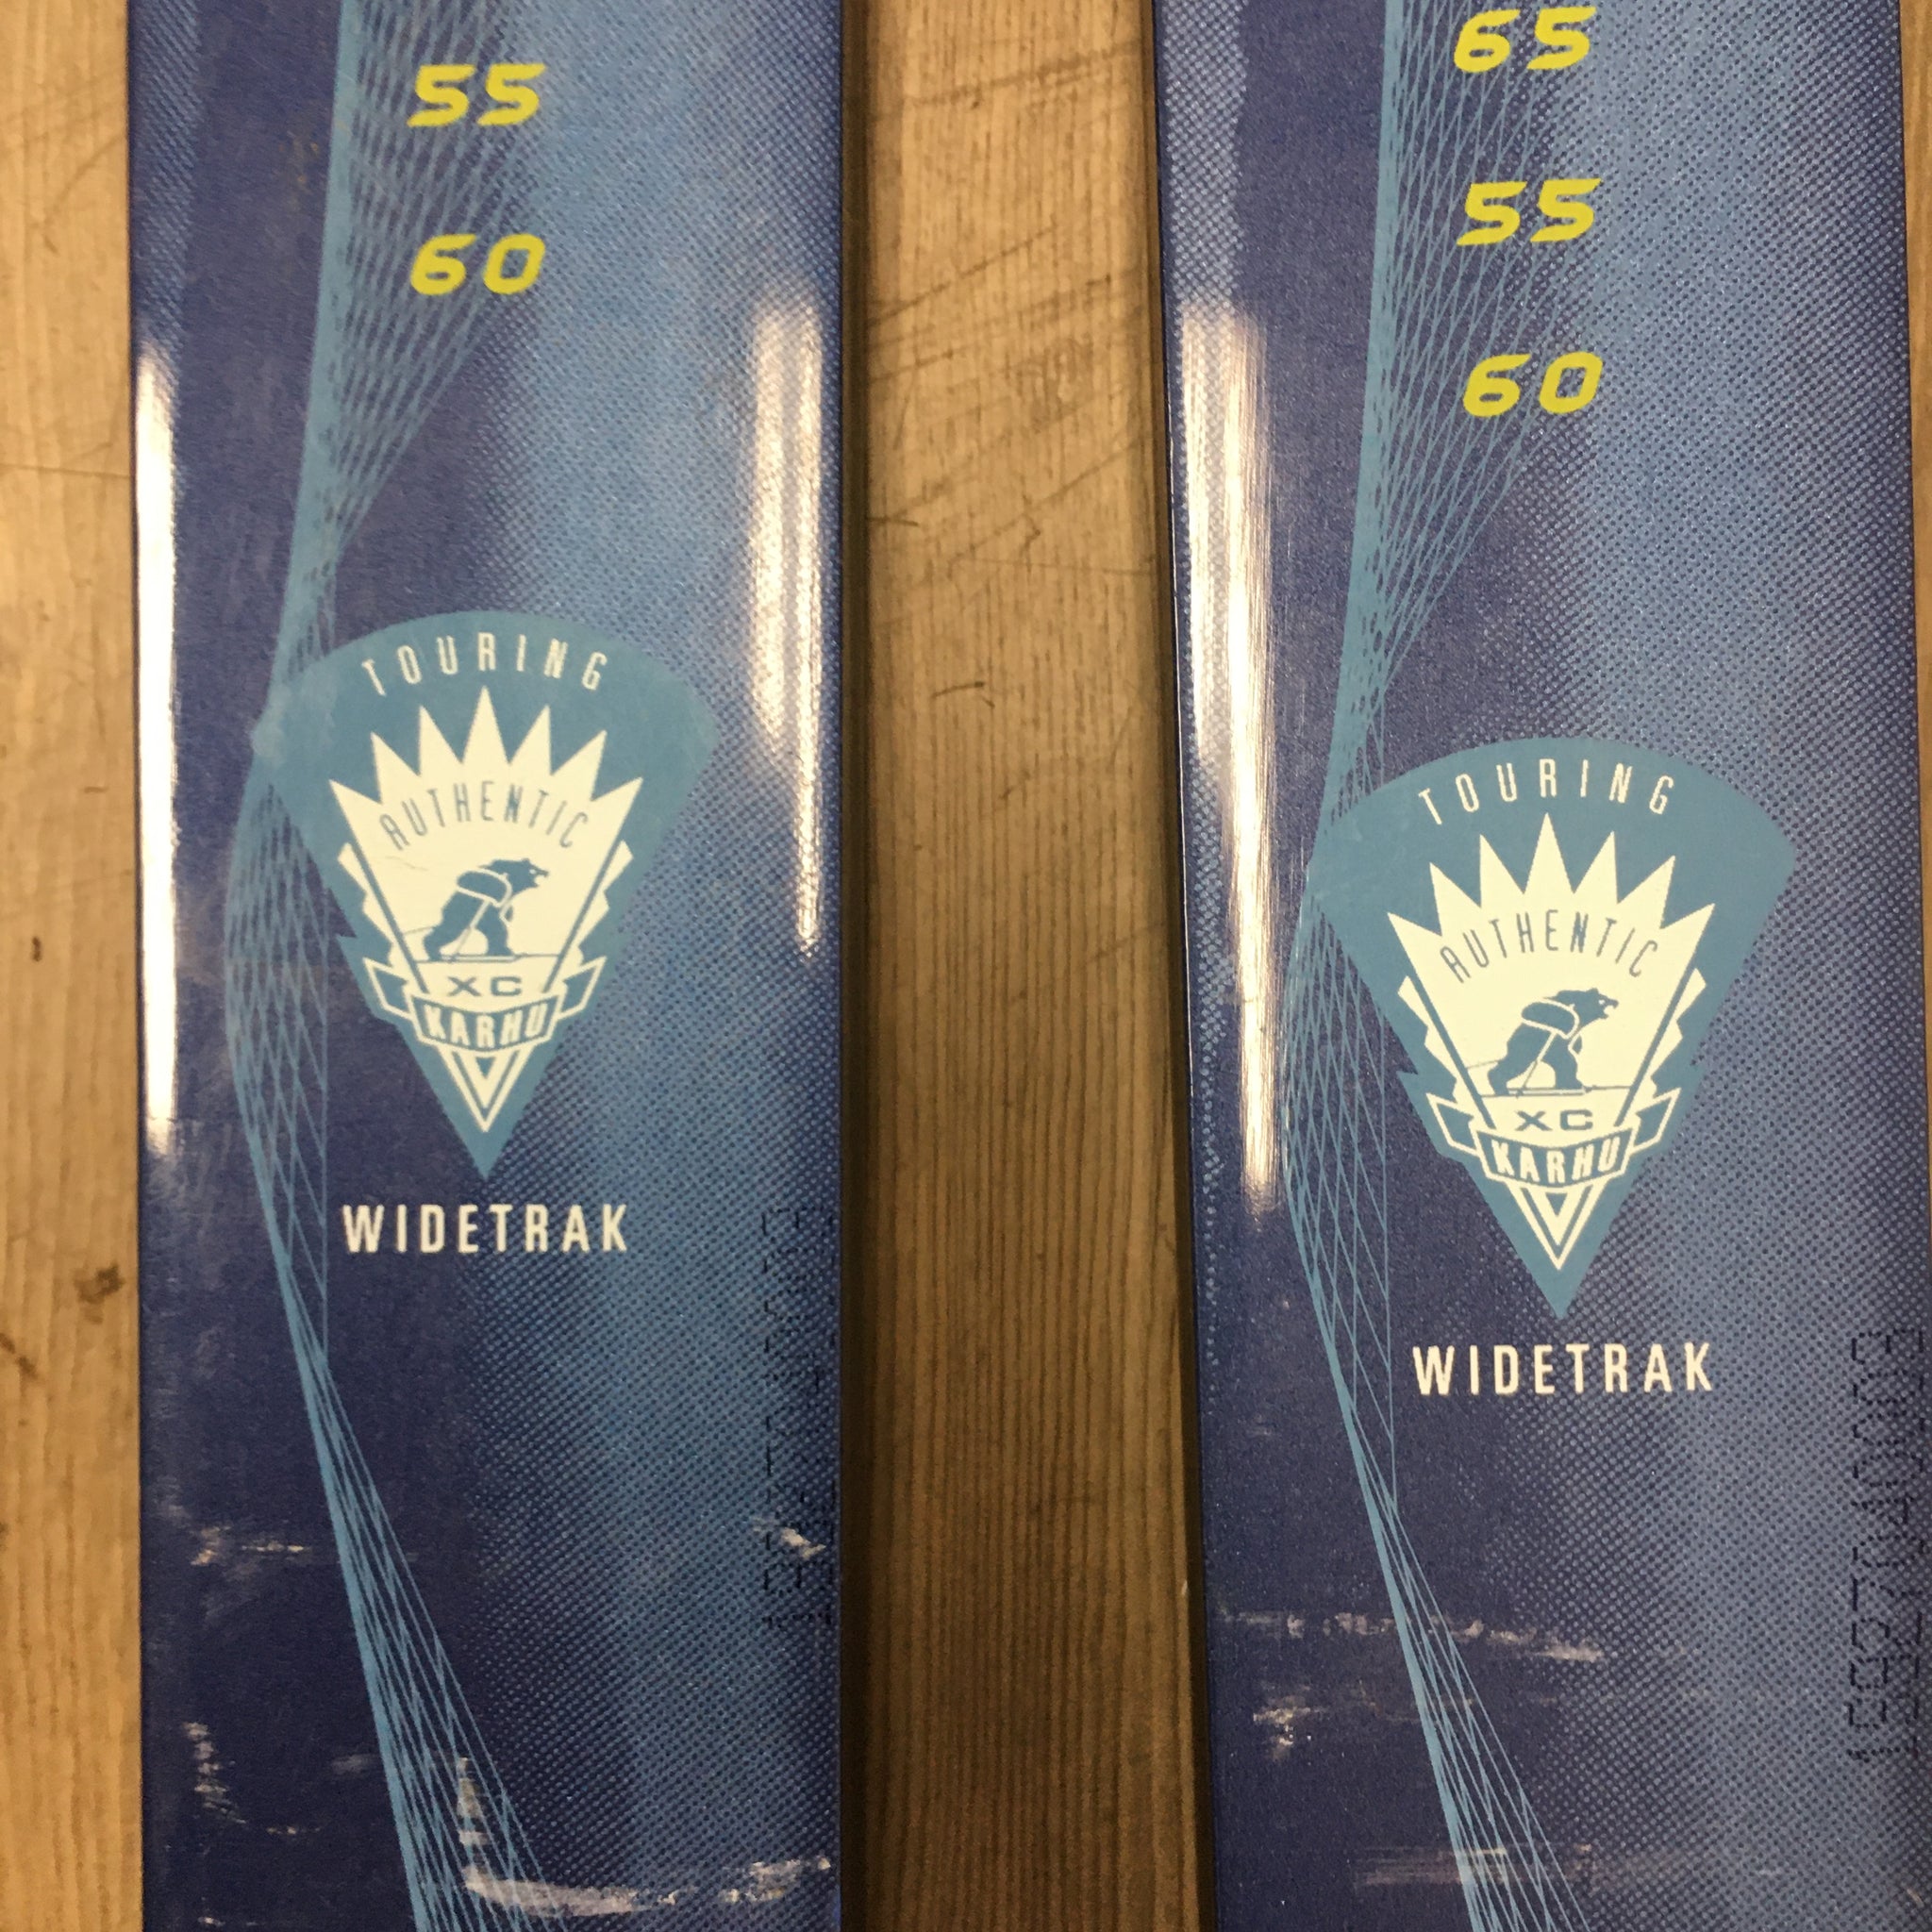 55
60
TOURING
AUTHENTIC
XC
KARHU
WIDETRAK
65
55
60
TOURING
AUTHENTIC
XC
KARHU
WIDETRAK